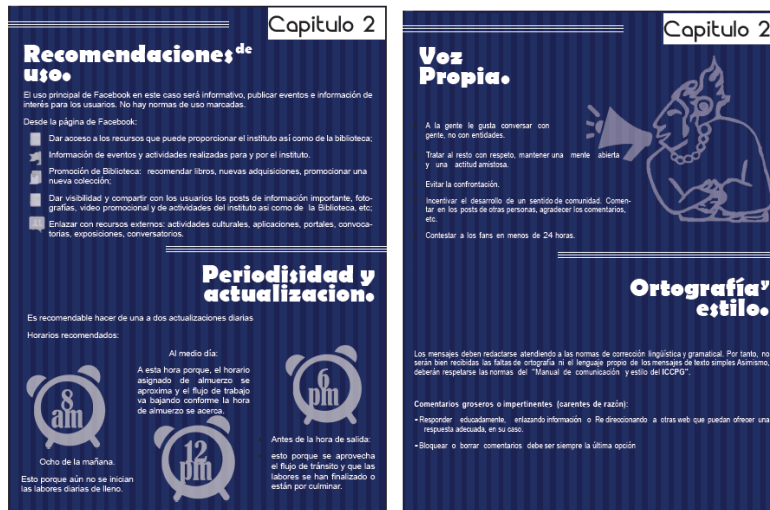 Capitulo 2
Recomendaciones de
uso.
El uso principal de Facebook en este caso será informativo, publicar eventos e información de
interés para los usuarios. No hay normas de uso marcadas.
Desde la página de Facebook:
Dar acceso a los recursos que puede proporcionar el instituto así como de la biblioteca;
Información de eventos y actividades realizadas para y por el instituto.
Promoción de Biblioteca: recomendar libros, nuevas adquisiciones, promocionar una
nueva colección;
Dar visibilidad y compartir con los usuarios los posts de información importante, foto-
grafías, video promocional y de actividades del instituto asi como de la Biblioteca, etc;
Enlazar con recursos externos: actividades culturales, aplicaciones, portales, convoca-
torias, exposiciones, conversatorios.
Periodisidad y
actualizacion.
Es recomendable hacer de una a dos actualizaciones diarias
Horarios recomendados:
8
am
Ocho de la mañana.
Esto porque aún no se inician
las labores diarias de lleno.
Al medio día:
A esta hora porque, el horario
asignado de almuerzo se
aproxima y el flujo de trabajo
va bajando conforme la hora
de almuerzo se acerca.
12
pm
6
pm
Antes de la hora de salida:
esto porque se aprovecha
el flujo de tránsito y que las
labores se han finalizado o
están por culminar.
Capitulo 2
Voz
Propia.
A la gente le gusta conversar con
gente, no con entidades.
Tratar al resto con respeto, mantener una mente abierta
y una actitud amistosa.
Evitar la confrontación.
Incentivar el desarrollo de un sentido de comunidad. Comen-
tar en los posts de otras personas, agradecer los comentarios,
etc.
Contestar a los fans en menos de 24 horas.
Ortografía y
estilo.
Los mensajes deben redactarse atendiendo a las normas de corrección lingüística y gramatical. Por tanto, no
serán bien recibidas las faltas de ortografía ni el lenguaje propio de los mensajes de texto simples Asimismo,
deberán respetarse las normas del "Manual de comunicación y estilo del ICCPG".
Comentarios groseros o impertinentes (carentes de razón):
-Responder educadamente, enlazando información o Re direccionando a otras web que puedan ofrecer una
respuesta adecuada, en su caso.
-Bloquear o borrar comentarios debe ser siempre la última opción